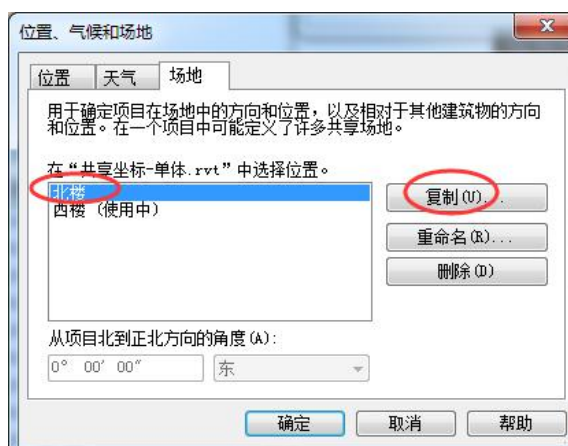 位置、气候和场地
位置 天气 场地
用于确定项目在场地中的方向和位置，以及相对于其他建筑物的方向
和位置。在一个项目中可能定义了许多共享场地。
在“共享坐标-单体.rvt”中选择位置。
北楼
西楼 (使用中)
复制(U)...
重命名(R)...
删除(D)
从项目北到正北方向的角度(A):
0° 00' 00" 东
确定 取消 帮助